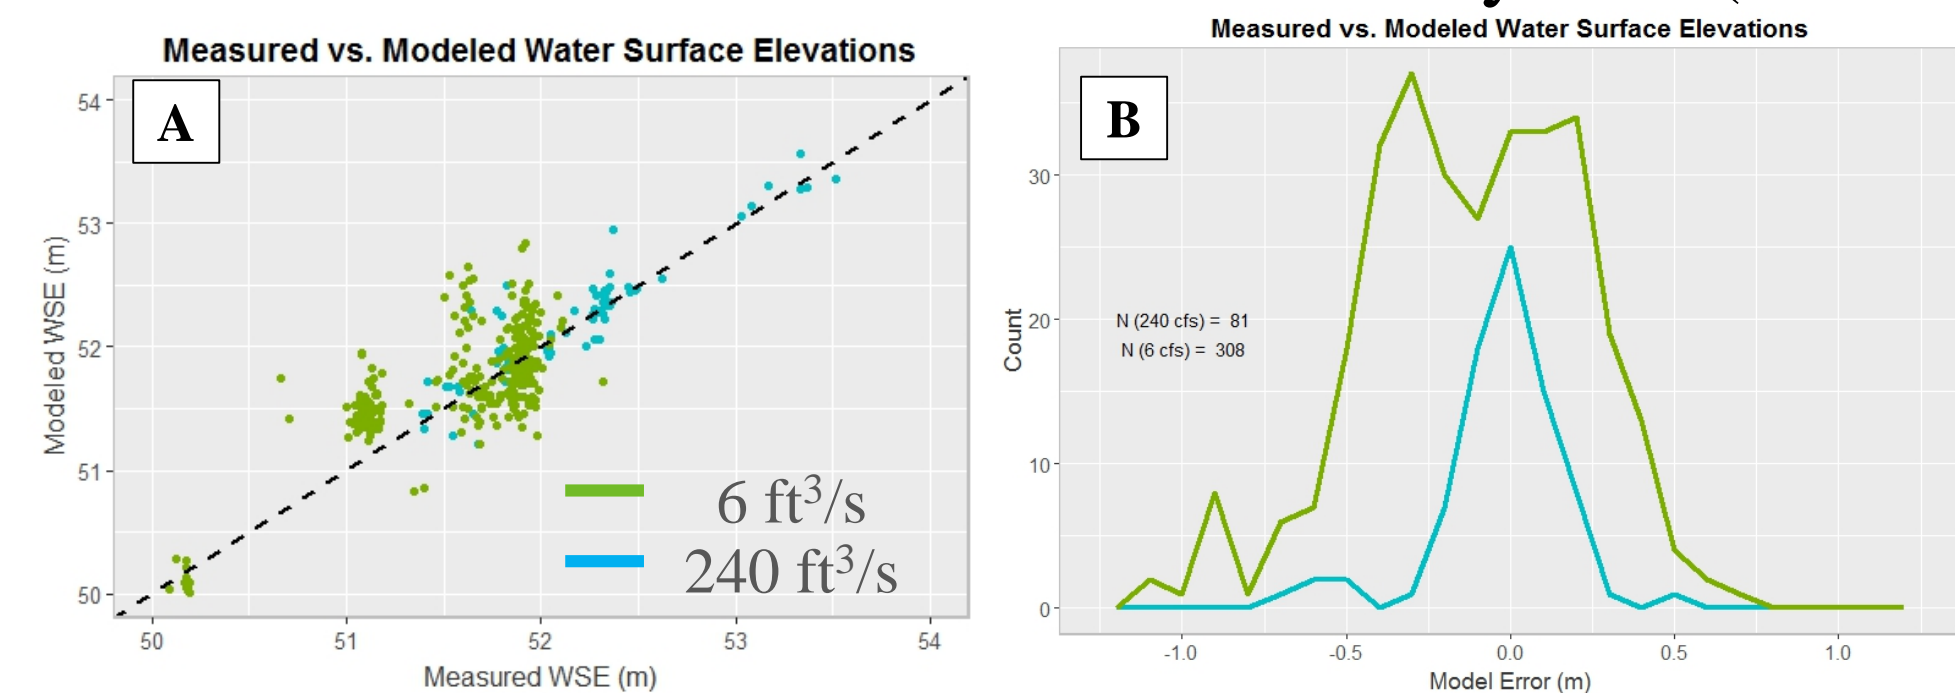 Measured vs. Modeled Water Surface Elevations
A
54
53
52
51
50
Modeled WSE (m)
6 ft³/s
240 ft³/s
50 51 52 53 54
Measured WSE (m)
Measured vs. Modeled Water Surface Elevations
B
30
20
10
0
Count
N (240 cfs) = 81
N (6 cfs) = 308
-1.0 -0.5 0.0 0.5 1.0
Model Error (m)